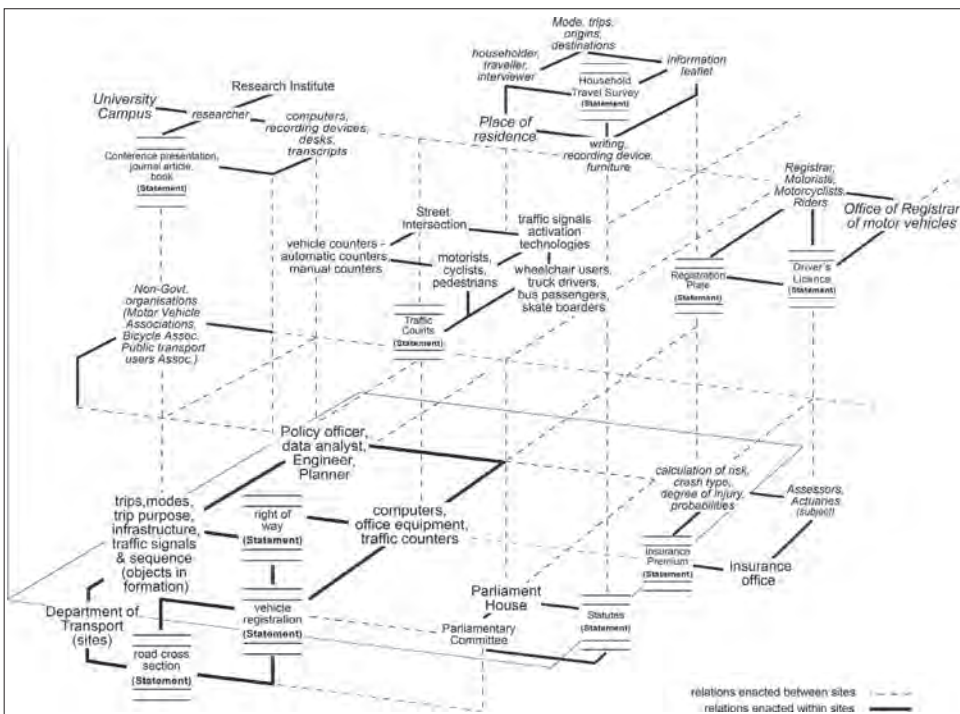 Mode, trips,
origins,
destinations
householder,
traveller,
interviewer
information
leaflet
Household
Travel Survey
(Statement)
Place of
residence
writing,
recording device,
furniture
Research Institute
University
Campus
researcher
computers,
recording devices,
desks,
transcripts
Conference presentation,
journal article,
book
(Statement)
Registrar,
Motorists,
Motorcyclists,
Riders
Office of Registrar
of motor vehicles
Registration
Plate
(Statement)
Driver's
Licence
(Statement)
Street
Intersection
traffic signals
activation
technologies
vehicle counters -
automatic counters,
manual counters
motorists,
cyclists,
pedestrians
wheelchair users,
truck drivers,
bus passengers,
skate boarders
Traffic
Counts
(Statement)
Non-Govt.
organisations
(Motor Vehicle
Associations,
Bicycle Assoc.
Public transport
users Assoc.)
Policy officer,
data analyst,
Engineer,
Planner
trips,modes,
trip purpose,
infrastructure,
traffic signals
& sequence
(objects in
formation)
right of
way
(Statement)
computers,
office equipment,
traffic counters
calculation of risk,
crash type,
degree of injury,
probabilities
Assessors,
Actuaries
(subject)
Insurance
Premium
(Statement)
Insurance
office
Department of
Transport
(sites)
vehicle
registration
(Statement)
road cross
section
(Statement)
Parliament
House
Parliamentary
Committee
Statutes
(Statement)
relations enacted between sites
relations enacted within sites